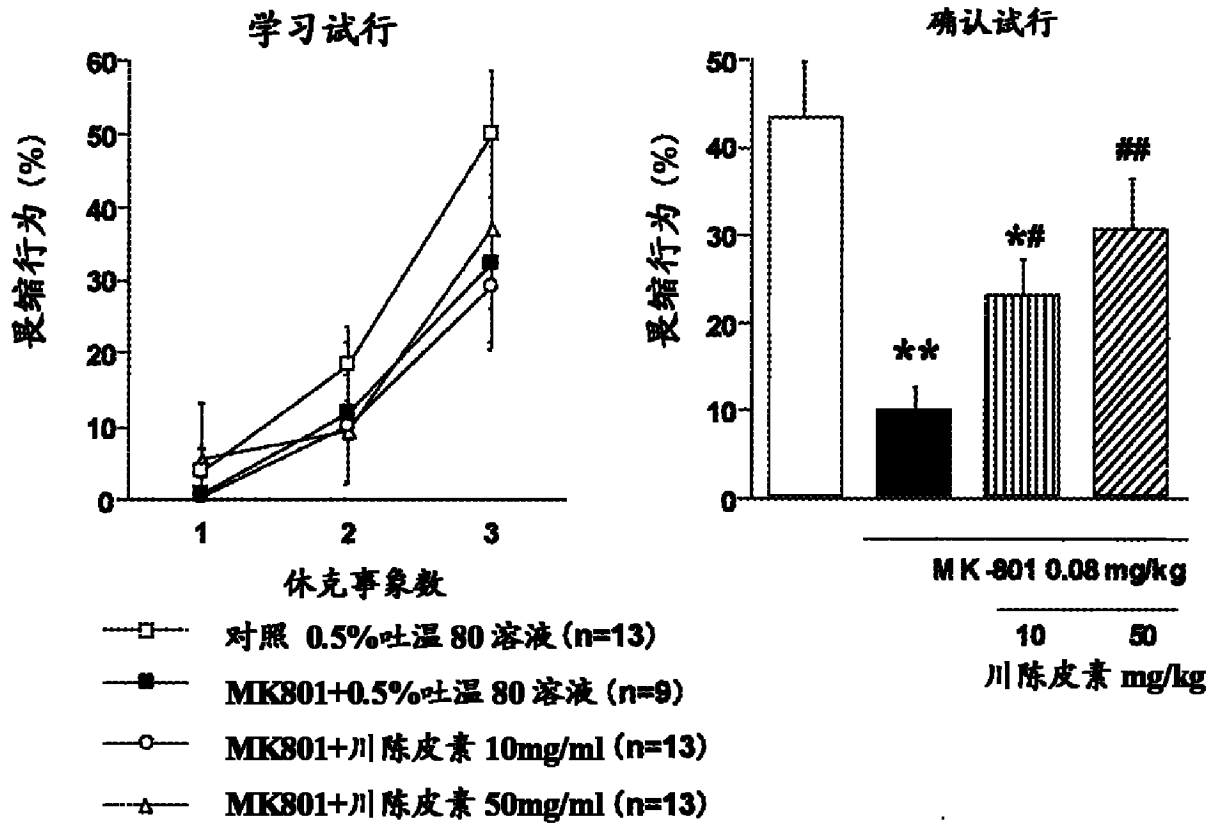 学习试行
畏缩行为 (%)
60
50
40
30
20
10
0
1 2 3
休克事象数
确认试行
畏缩行为 (%)
50
40
30
20
10
0
**
*#
##
MK-801 0.08 mg/kg
10 50
川陈皮素 mg/kg
对照 0.5%吐温 80 溶液 (n=13)
MK801+0.5%吐温 80 溶液 (n=9)
MK801+川陈皮素 10mg/ml (n=13)
MK801+川陈皮素 50mg/ml (n=13)